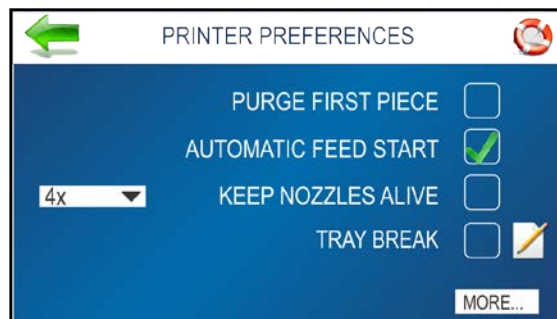 PRINTER PREFERENCES
PURGE FIRST PIECE
AUTOMATIC FEED START
4x KEEP NOZZLES ALIVE
TRAY BREAK
MORE...